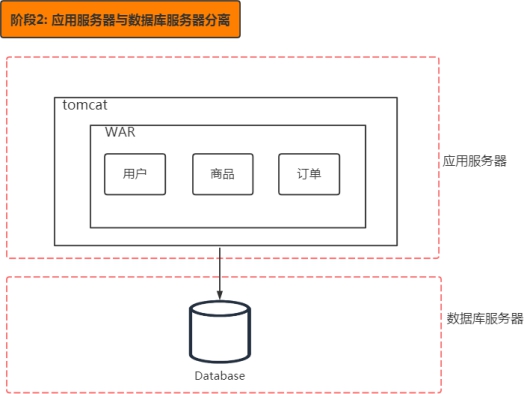 阶段2: 应用服务器与数据库服务器分离
tomcat
WAR
用户
商品
订单
应用服务器
数据库服务器
Database